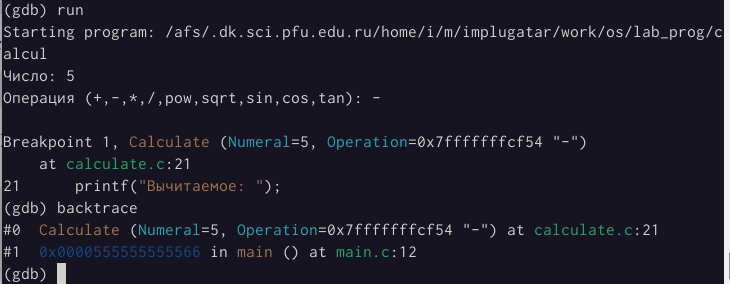 (gdb) run
Starting program: /afs/.dk.sci.pfu.edu.ru/home/i/m/implugatar/work/os/lab_prog/c
alcul
Число: 5
Операция (+,-,*,/,pow,sqrt,sin,cos,tan): -
Breakpoint 1, Calculate (Numeral=5, Operation=0x7fffffffcf54 "-")
    at calculate.c:21
21      printf("Вычитаемое: ");
(gdb) backtrace
#0  Calculate (Numeral=5, Operation=0x7fffffffcf54 "-") at calculate.c:21
#1  0x0000555555555566 in main () at main.c:12
(gdb)